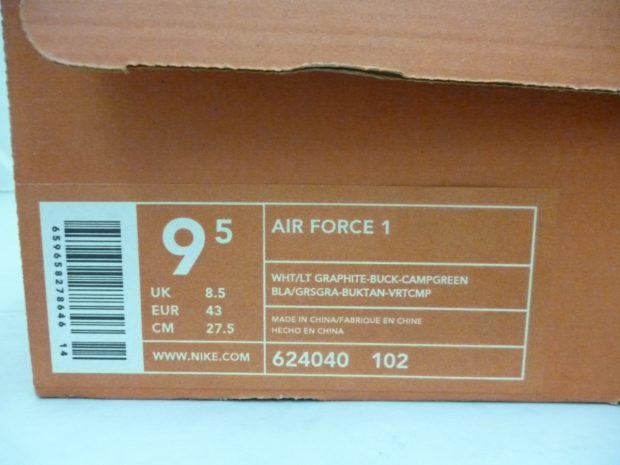 659658278646 14
9 5
UK 8.5
EUR 43
CM 27.5
WWW.NIKE.COM
AIR FORCE 1
WHT/LT GRAPHITE-BUCK-CAMPGREEN
BLA/GRSGRA-BUKTAN-VRTCMP
MADE IN CHINA/FABRIQUE EN CHINE
HECHO EN CHINA
624040 102